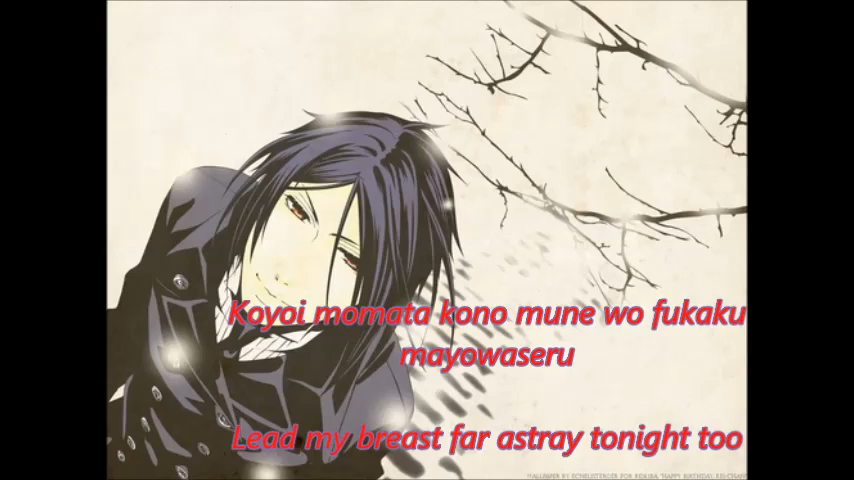 Koyoi momata kono mune wo fukaku
mayowaseru
Lead my breast far astray tonight too